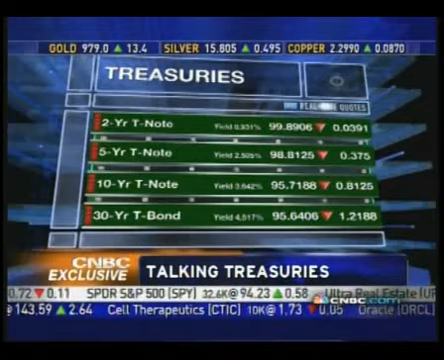 GOLD 979.0 ▲ 13.4 SILVER 15.805 ▲ 0.495 COPPER 2.2990 ▲ 0.0870
TREASURIES
REAL-TIME QUOTES
2-Yr T-Note Yield 0.931% 99.8906 ▼ 0.0391
5-Yr T-Note Yield 2.505% 98.8125 ▼ 0.375
10-Yr T-Note Yield 3.642% 95.7188 ▼ 0.8125
30-Yr T-Bond Yield 4.517% 95.6406 ▼ 1.2188
CNBC EXCLUSIVE
TALKING TREASURIES
0.72 ▼ 0.11 SPDR S&P 500 (SPY) 32.6K@94.23 ▲ 0.58 Ultra Real Estate (UR
CNBC.com
@143.59 ▲ 2.64 Cell Therapeutics (CTIC) 10K@1.73 ▼ 0.05 Oracle (ORCL)